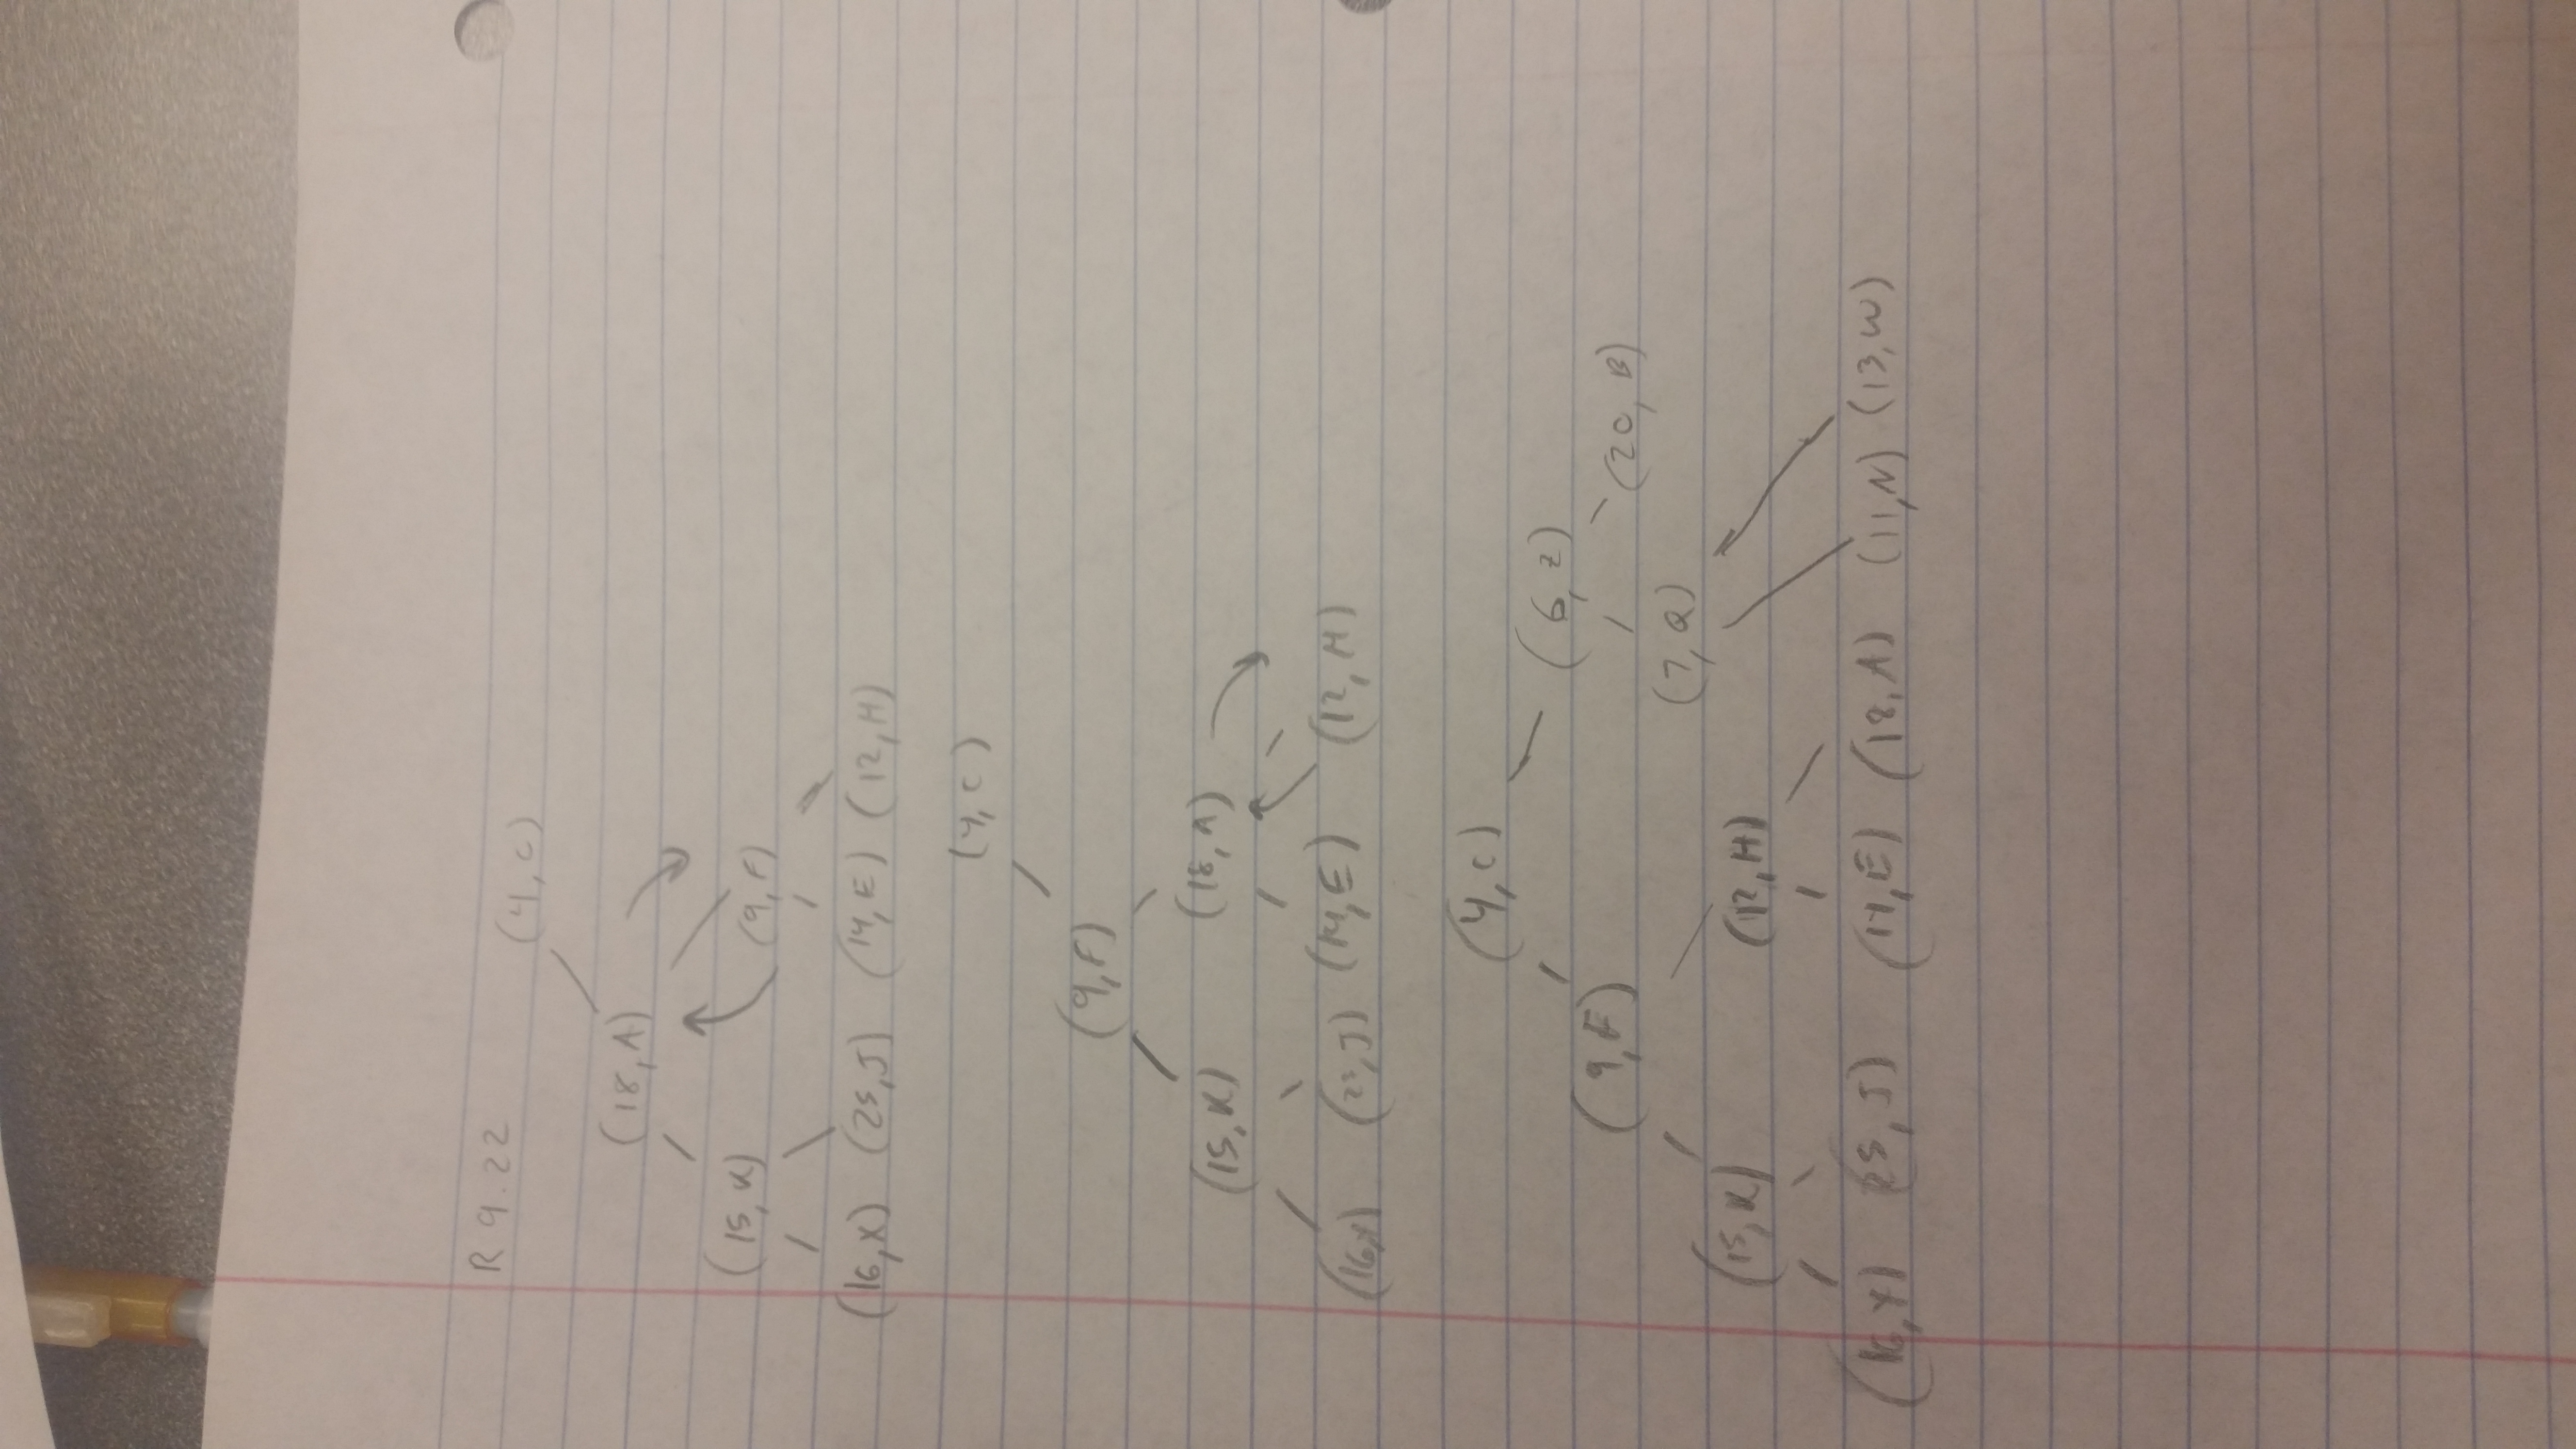 R 9.22
(4, C)
(18, A)
(15, K) (9, F)
(16, X) (25, J) (14, E) (12, H)
(4, C)
(9, F)
(15, K) (18, A)
(16, X) (14, E) (12, H)
(4, C)
(6, Z)
(9, F) (20, B)
(7, Q)
(15, K) (12, H)
(16, X) (25, J) (14, E) (18, A) (11, N) (13, W)